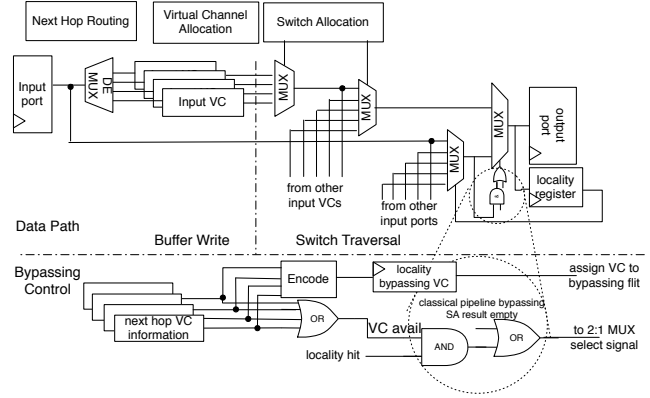 Next Hop Routing
Virtual Channel
Allocation
Switch Allocation
Input
port
DE
MUX
Input VC
MUX
MUX
MUX
MUX
output
port
locality
register
&
from other
input VCs
from other
input ports
Data Path
Buffer Write
Switch Traversal
Bypassing
Control
Encode
locality
bypassing VC
assign VC to
bypassing flit
next hop VC
information
OR
VC avail
classical pipeline bypassing
SA result empty
AND
OR
to 2:1 MUX
select signal
locality hit